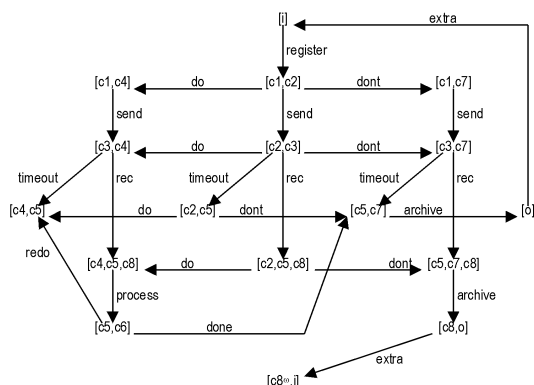 [i] extra
register
[c1,c4] do [c1,c2] dont [c1,c7]
send send send
[c3,c4] do [c2,c3] dont [c3,c7]
timeout rec timeout rec timeout rec
[c4,c5] do [c2,c5] dont [c5,c7] archive [o]
redo
[c4,c5,c8] do [c2,c5,c8] dont [c5,c7,c8]
process archive
[c5,c6] done [c8,o]
extra
[c8ω,i]